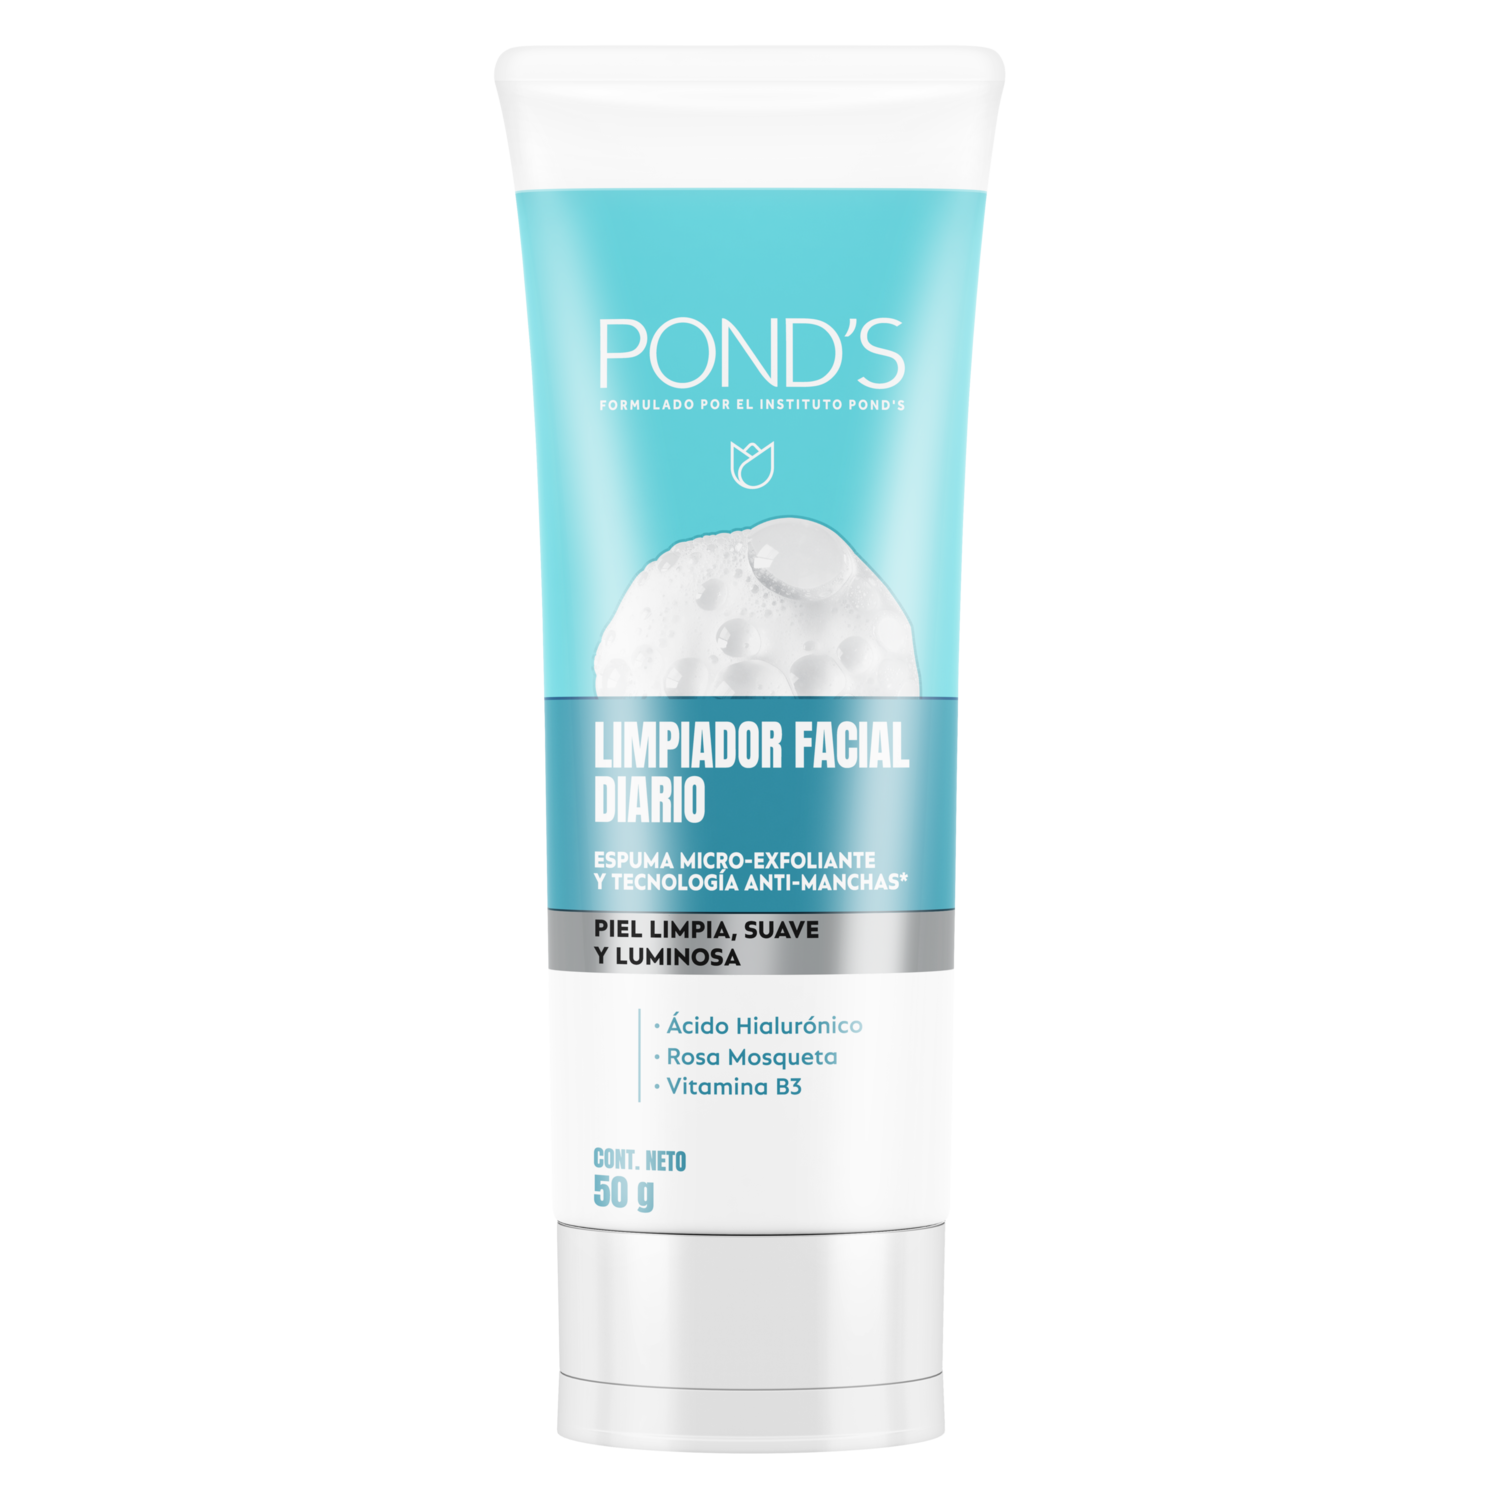 POND'S
FORMULADO POR EL INSTITUTO POND'S
LIMPIADOR FACIAL
DIARIO
ESPUMA MICRO-EXFOLIANTE
Y TECNOLOGÍA ANTI-MANCHAS*
PIEL LIMPIA, SUAVE
Y LUMINOSA
• Ácido Hialurónico
• Rosa Mosqueta
• Vitamina B3
CONT. NETO
50 g